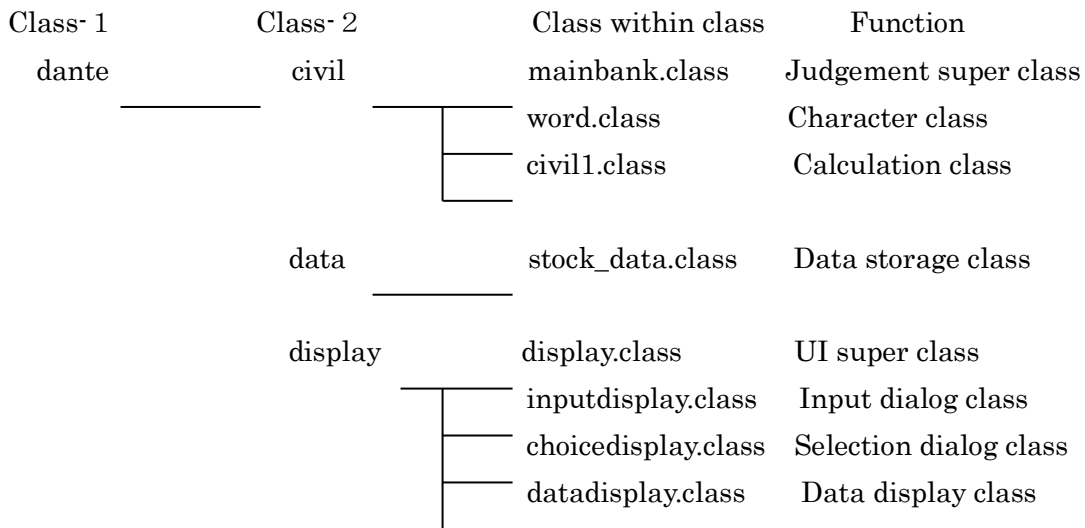 Class-1 Class-２ Class within class Function
dante civil mainbank.class Judgement super class
word.class Character class
civil1.class Calculation class
data stock_data.class Data storage class
display display.class UI super class
inputdisplay.class Input dialog class
choicedisplay.class Selection dialog class
datadisplay.class Data display class